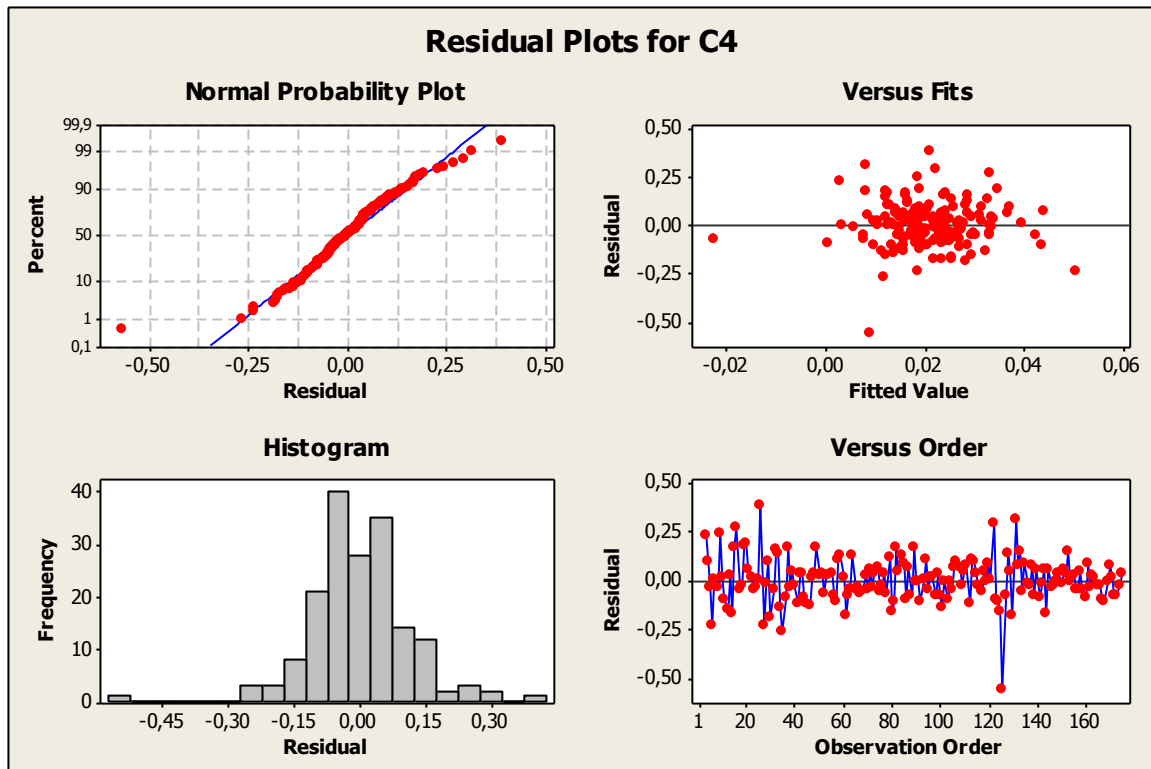 Residual Plots for C4
Normal Probability Plot
99,9
99
90
50
10
1
0,1
Percent
-0,50 -0,25 0,00 0,25 0,50
Residual
Versus Fits
0,50
0,25
0,00
-0,25
-0,50
Residual
-0,02 0,00 0,02 0,04 0,06
Fitted Value
Histogram
40
30
20
10
0
Frequency
-0,45 -0,30 -0,15 0,00 0,15 0,30
Residual
Versus Order
0,50
0,25
0,00
-0,25
-0,50
Residual
1 20 40 60 80 100 120 140 160
Observation Order